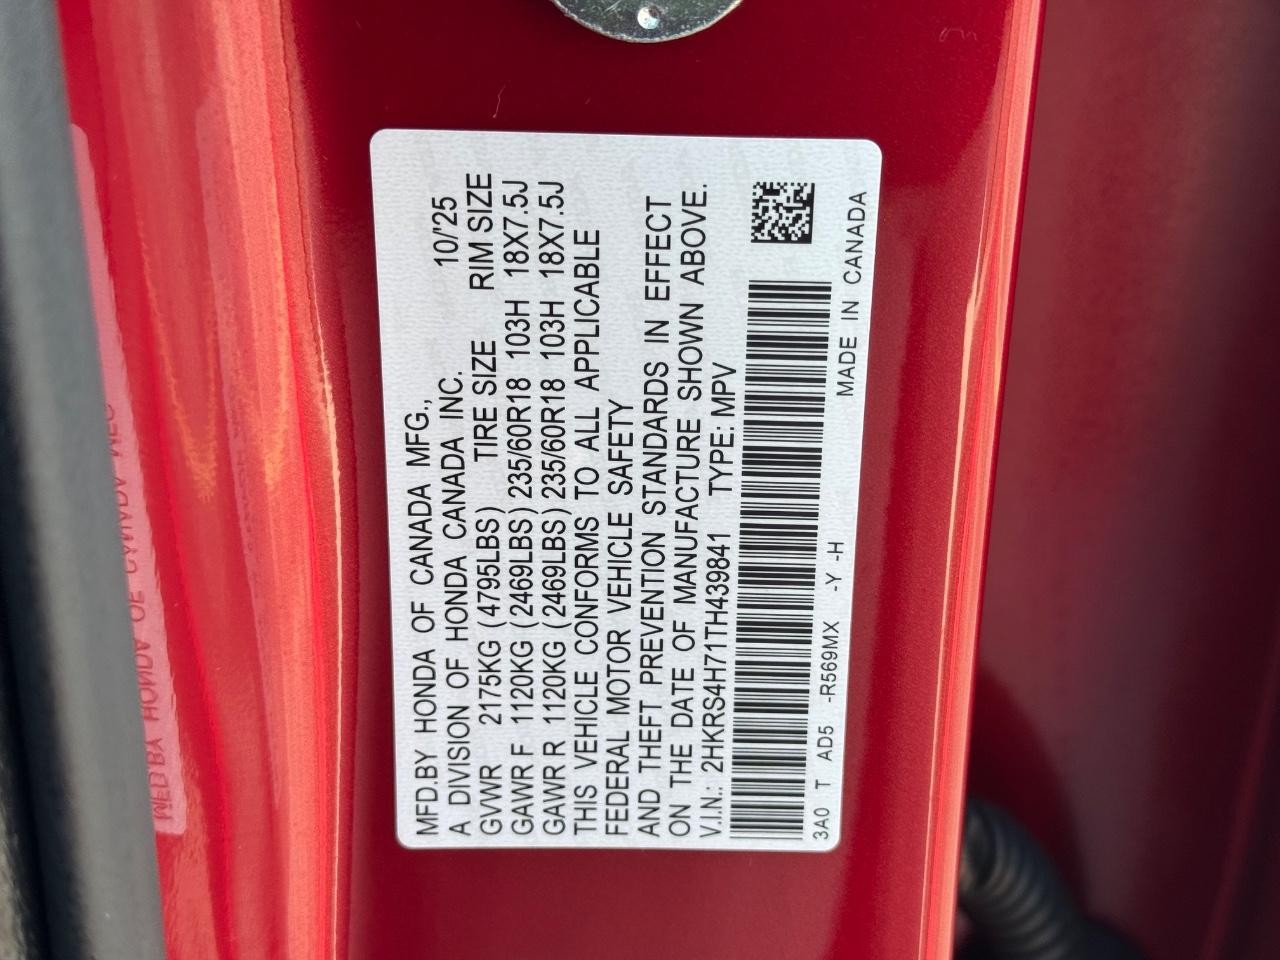 MFD.BY HONDA OF CANADA MFG.,
A DIVISION OF HONDA CANADA INC. 10/'25
GVWR 2175KG (4795LBS) TIRE SIZE RIM SIZE
GAWR F 1120KG (2469LBS) 235/60R18 103H 18X7.5J
GAWR R 1120KG (2469LBS) 235/60R18 103H 18X7.5J
THIS VEHICLE CONFORMS TO ALL APPLICABLE
FEDERAL MOTOR VEHICLE SAFETY
AND THEFT PREVENTION STANDARDS IN EFFECT
ON THE DATE OF MANUFACTURE SHOWN ABOVE.
V.I.N.: 2HKRS4H71TH439841 TYPE: MPV
3A0 T AD5 -R569MX -Y -H MADE IN CANADA